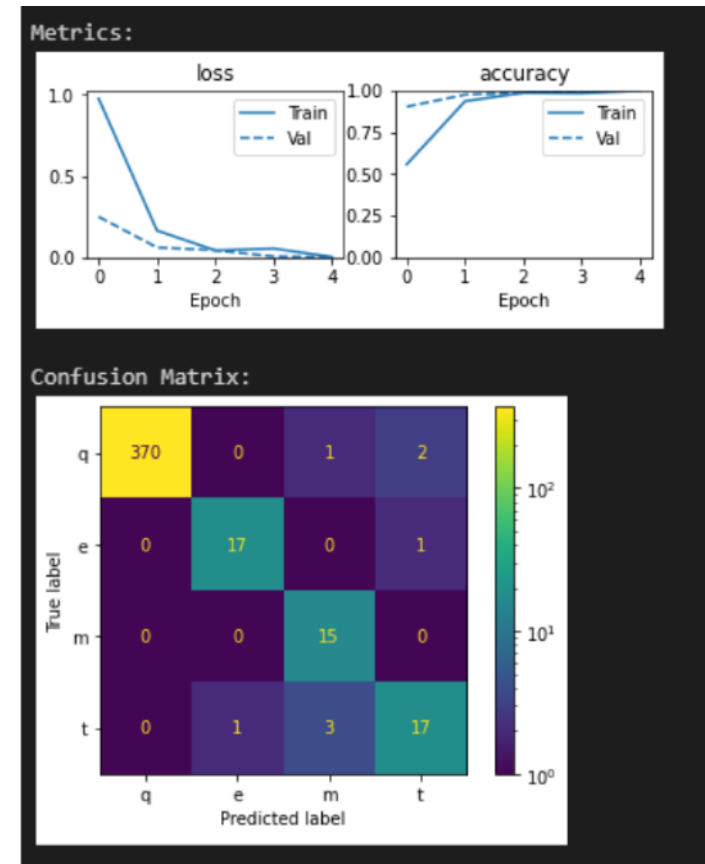 Metrics:
loss
accuracy
1.0
0.5
0.0
Train
Val
0 1 2 3 4
Epoch
1.00
0.75
0.50
0.25
0.00
Train
Val
0 1 2 3 4
Epoch
Confusion Matrix:
True label
q 370 0 1 2
e 0 17 0 1
m 0 0 15 0
t 0 1 3 17
q e m t
Predicted label
10²
10¹
10⁰